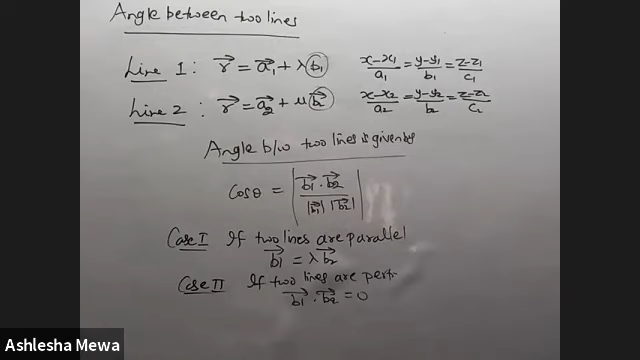 Angle between two lines
Line 1 : r⃗ = a⃗₁ + λ b⃗₁   (x-x₁)/a₁ = (y-y₁)/b₁ = (z-z₁)/c₁
Line 2 : r⃗ = a⃗₂ + μ b⃗₂   (x-x₂)/a₂ = (y-y₂)/b₂ = (z-z₂)/c₂
Angle b/w two lines is given by
Cosθ = | b⃗₁ . b⃗₂ / |b⃗₁| |b⃗₂| |
Case I If two lines are parallel
b⃗₁ = λ b⃗₂
Case II If two lines are per
b⃗₁ . b⃗₂ = 0
Ashlesha Mewa